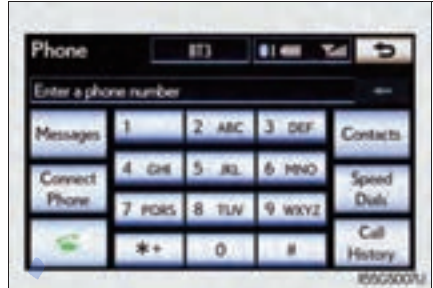 Phone BT3
Enter a phone number
Messages 1 2 ABC 3 DEF Contacts
Connect Phone 4 GHI 5 JKL 6 MNO Speed Dials
7 PQRS 8 TUV 9 WXYZ
*+ 0 # Call History